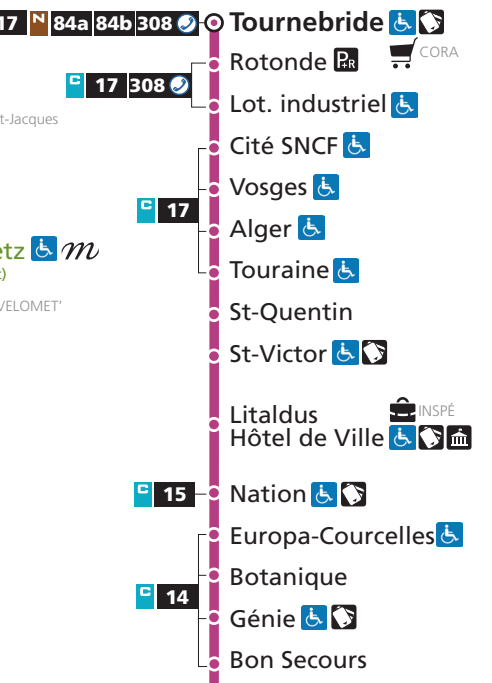 17 N 84a 84b 308 Tournebride
Rotonde P+R CORA
C 17 308
Lot. industriel
t-Jacques
Cité SNCF
Vosges
C 17
Alger
etz m
Touraine
)
VELOMET'
St-Quentin
St-Victor
Litaldus INSPÉ
Hôtel de Ville
C 15 Nation
Europa-Courcelles
Botanique
C 14
Génie
Bon Secours